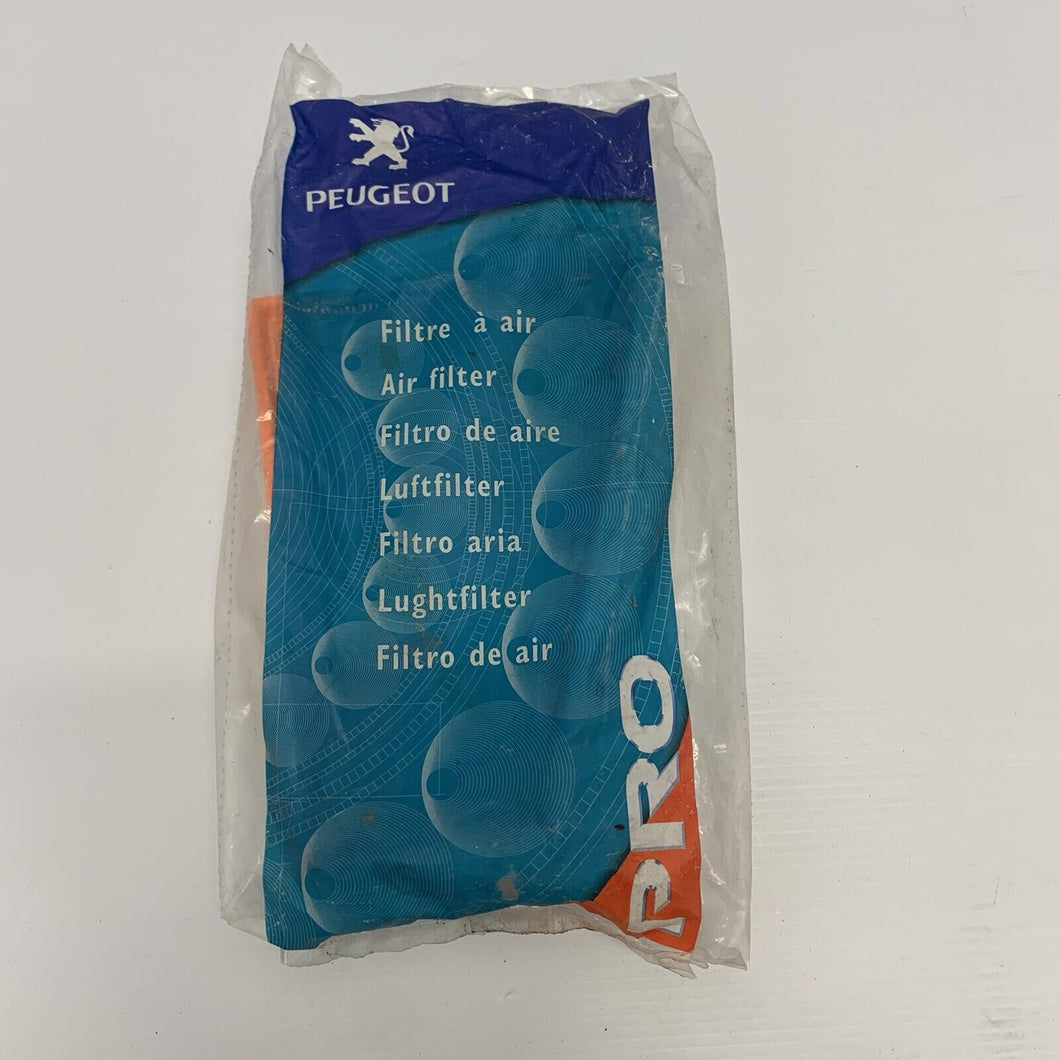 PEUGEOT
Filtre à air
Air filter
Filtro de aire
Luftfilter
Filtro aria
Lughtfilter
Filtro de air
PRO